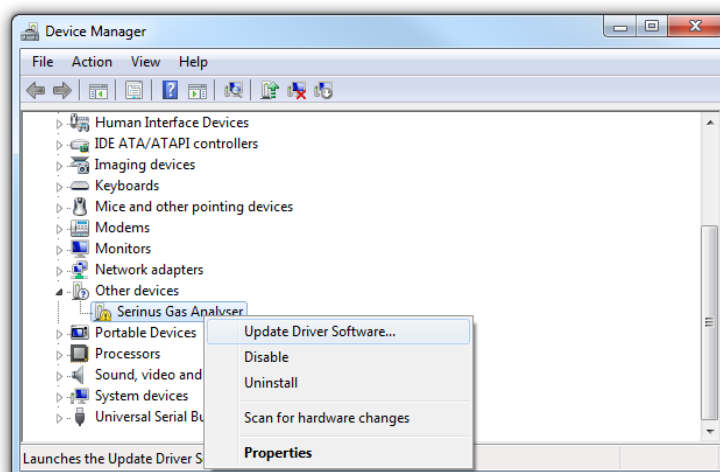 Device Manager
File Action View Help
Human Interface Devices
IDE ATA/ATAPI controllers
Imaging devices
Keyboards
Mice and other pointing devices
Modems
Monitors
Network adapters
Other devices
Serinus Gas Analyser
Portable Devices
Processors
Sound, video and
System devices
Universal Serial Bu
Update Driver Software...
Disable
Uninstall
Scan for hardware changes
Properties
Launches the Update Driver S